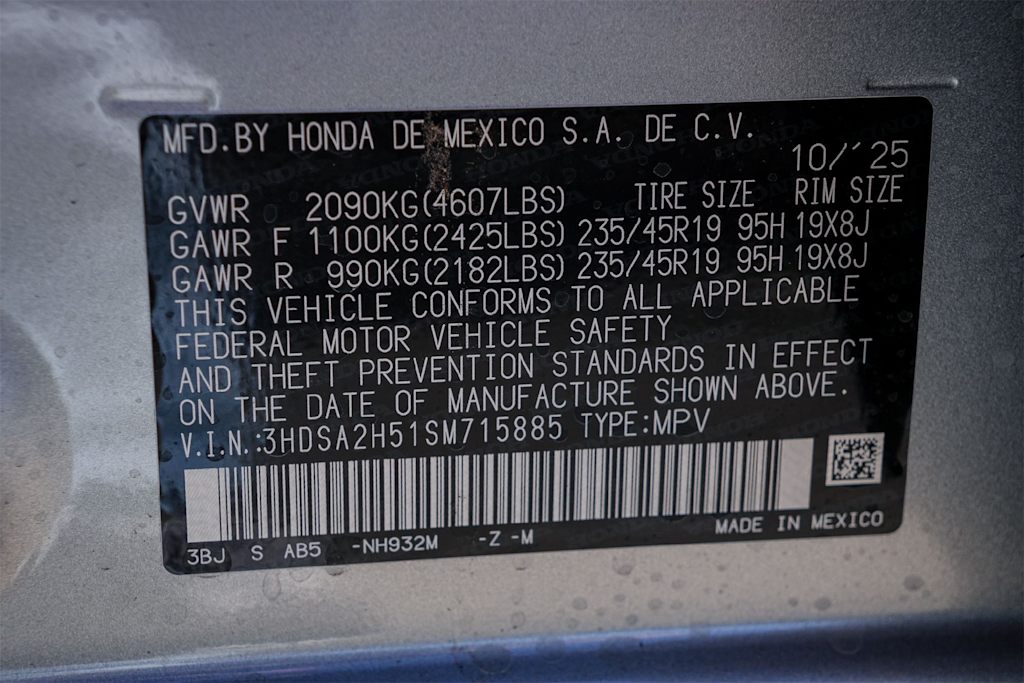 MFD.BY HONDA DE MEXICO S.A. DE C.V.
10/'25
GVWR 2090KG(4607LBS) TIRE SIZE RIM SIZE
GAWR F 1100KG(2425LBS) 235/45R19 95H 19X8J
GAWR R 990KG(2182LBS) 235/45R19 95H 19X8J
THIS VEHICLE CONFORMS TO ALL APPLICABLE
FEDERAL MOTOR VEHICLE SAFETY
AND THEFT PREVENTION STANDARDS IN EFFECT
ON THE DATE OF MANUFACTURE SHOWN ABOVE.
V.I.N.:3HDSA2H51SM715885 TYPE:MPV
3BJ S AB5 -NH932M -Z -M MADE IN MEXICO